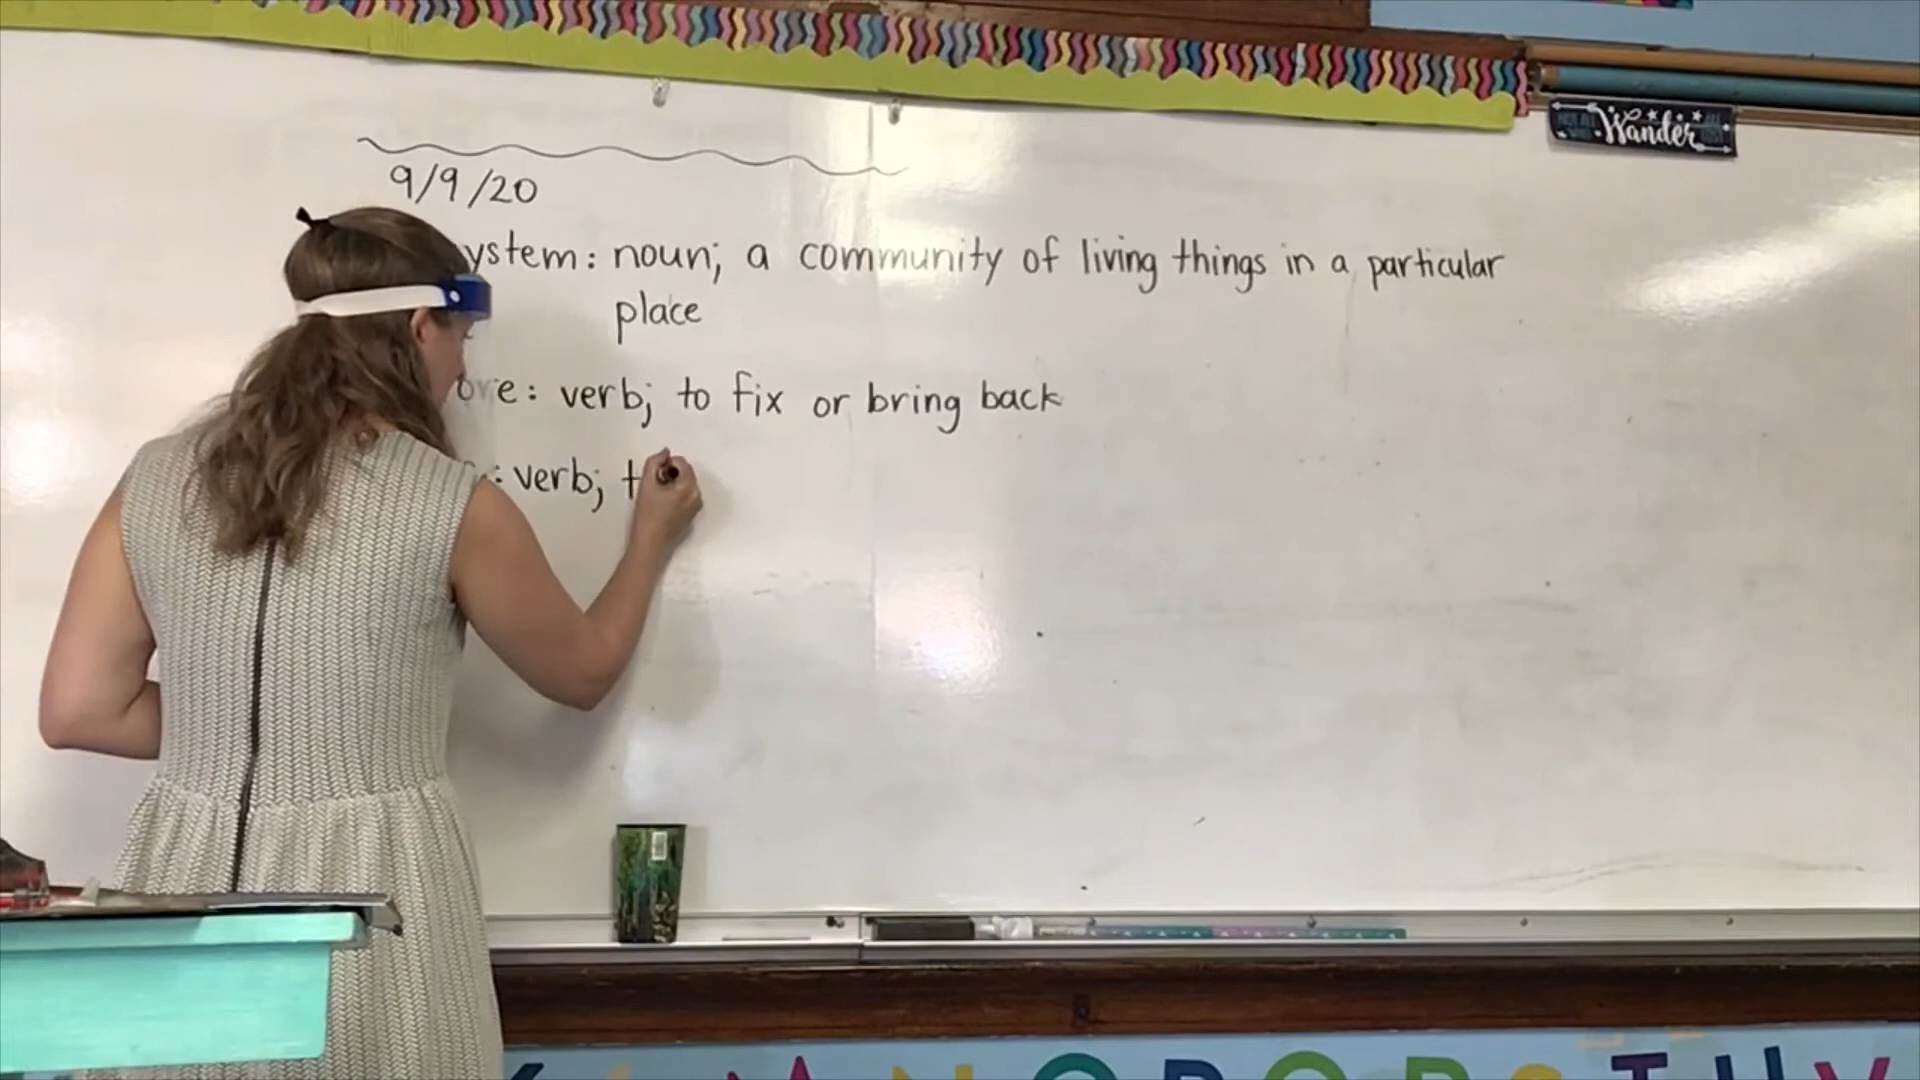 9/9/20
ystem: noun; a community of living things in a particular
place
ore: verb; to fix or bring back
: verb; t
Wander